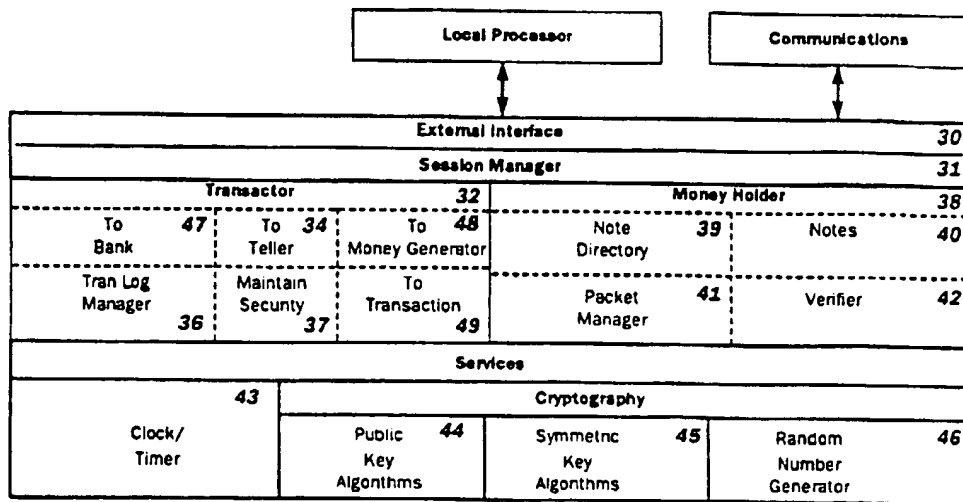 Local Processor
Communications
External Interface 30
Session Manager 31
Transactor 32
Money Holder 38
To Bank 47
To Teller 34
To Money Generator 48
Note Directory 39
Notes 40
Tran Log Manager 36
Maintain Security 37
To Transaction 49
Packet Manager 41
Verifier 42
Services
43
Clock/
Timer
Cryptography
Public 44
Key
Algorithms
Symmetric 45
Key
Algorithms
Random 46
Number
Generator